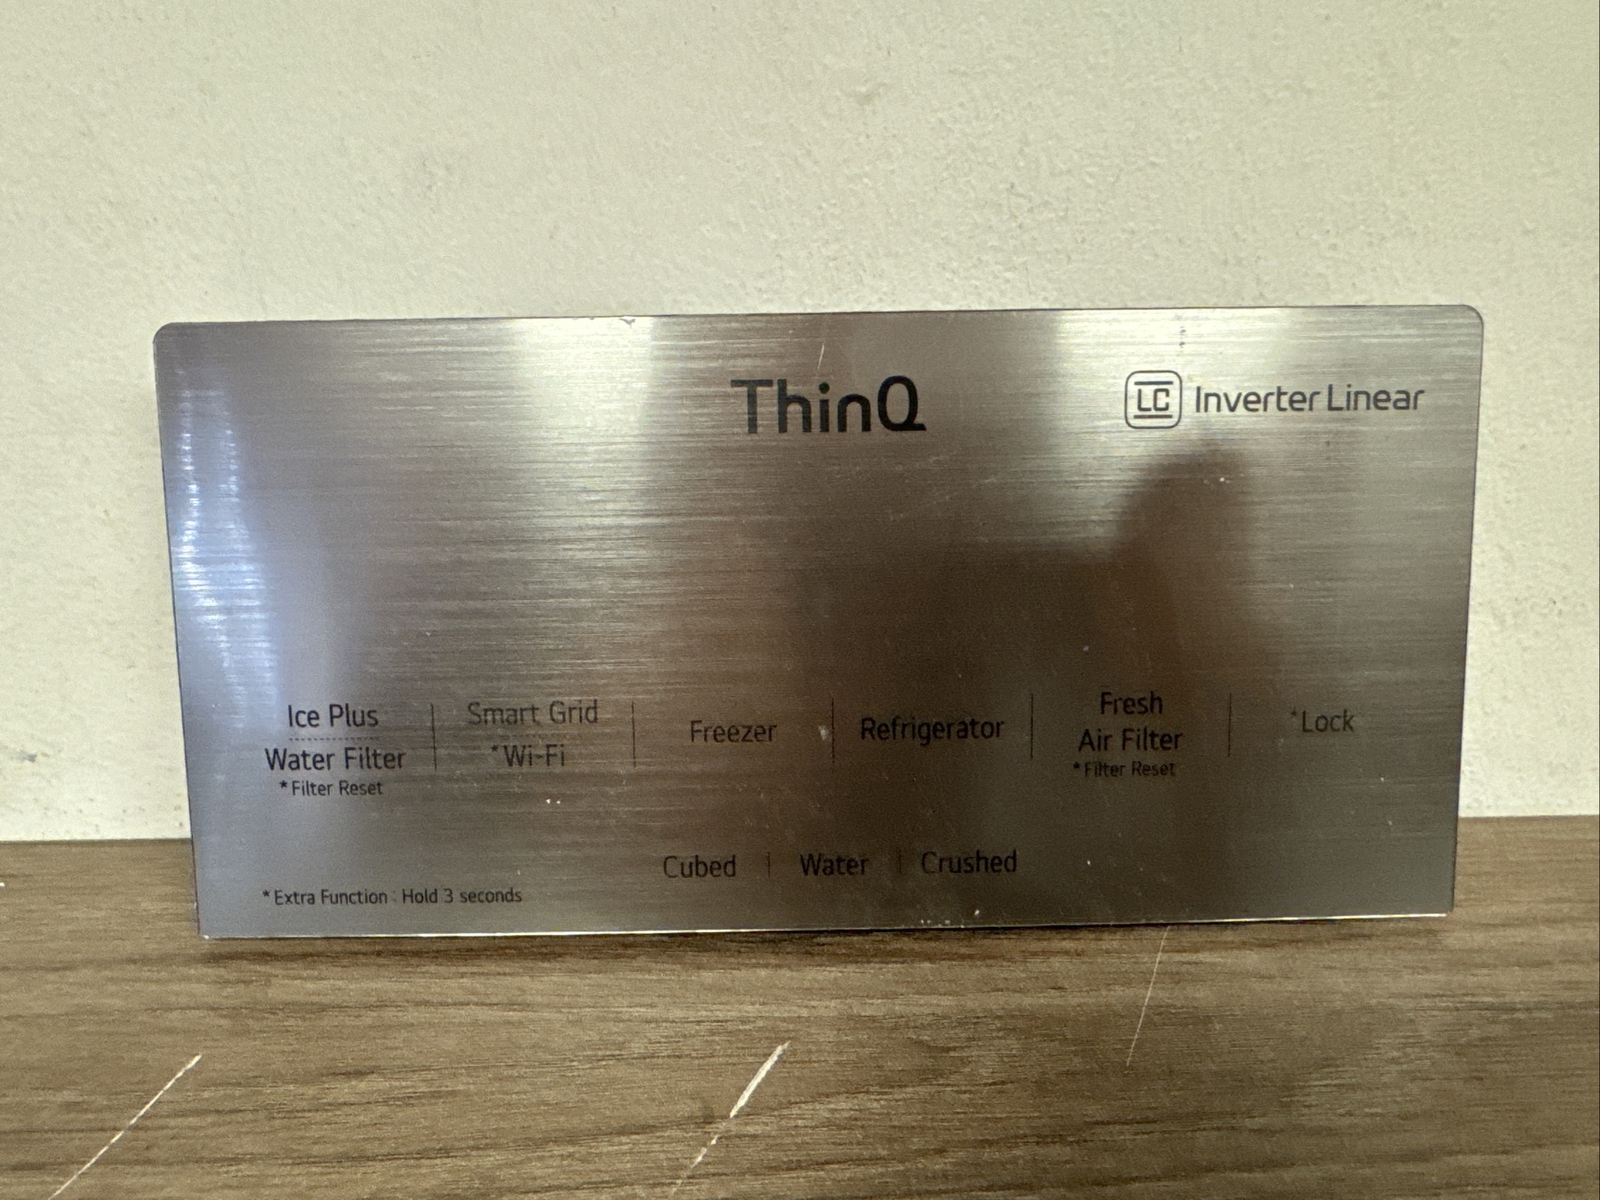 ThinQ
LC Inverter Linear
Ice Plus
Water Filter
* Filter Reset
Smart Grid
* Wi-Fi
Freezer
Refrigerator
Fresh
Air Filter
* Filter Reset
*Lock
Cubed
Water
Crushed
* Extra Function : Hold 3 seconds